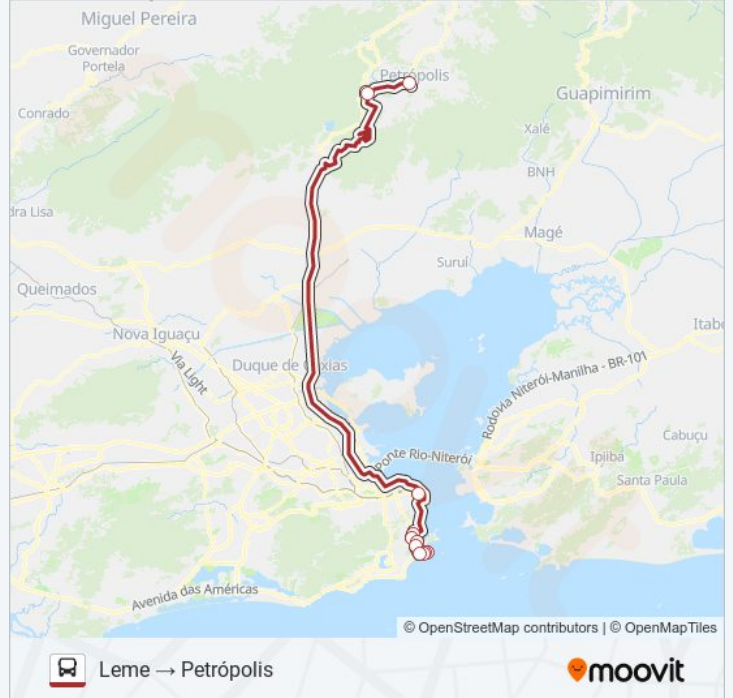 Miguel Pereira
Governador
Portela
Petrópolis
Guapimirim
Conrado
Xalé
BNH
dra Lisa
Magé
Suruí
Queimados
Itabo
Nova Iguaçu
Via Light
Duque de Caxias
Rodovia Niterói-Manilha - BR-101
Cabuçu
Ponte Rio-Niterói
Ipiíba
Santa Paula
Avenida das Américas
© OpenStreetMap contributors | © OpenMapTiles
Leme → Petrópolis
moovit